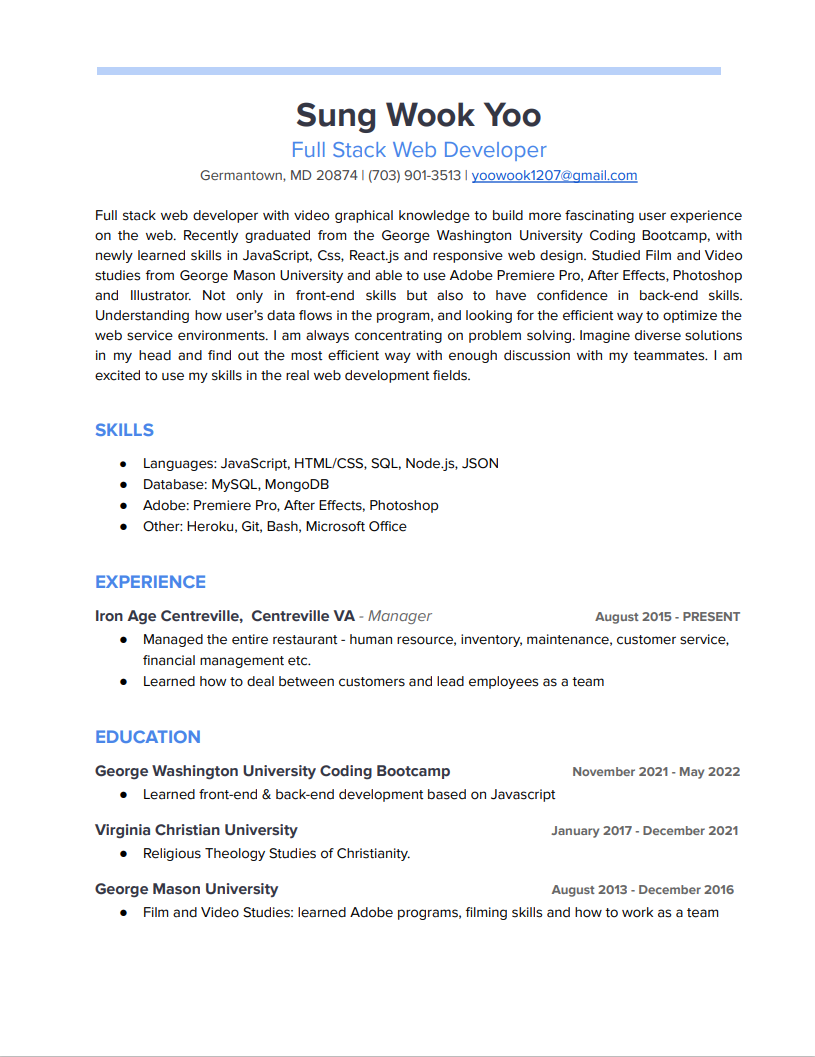 Sung Wook Yoo
Full Stack Web Developer
Germantown, MD 20874 | (703) 901-3513 | yoowook1207@gmail.com
Full stack web developer with video graphical knowledge to build more fascinating user experience
on the web. Recently graduated from the George Washington University Coding Bootcamp, with
newly learned skills in JavaScript, Css, React.js and responsive web design. Studied Film and Video
studies from George Mason University and able to use Adobe Premiere Pro, After Effects, Photoshop
and Illustrator. Not only in front-end skills but also to have confidence in back-end skills.
Understanding how user's data flows in the program, and looking for the efficient way to optimize the
web service environments. I am always concentrating on problem solving. Imagine diverse solutions
in my head and find out the most efficient way with enough discussion with my teammates. I am
excited to use my skills in the real web development fields.
SKILLS
● Languages: JavaScript, HTML/CSS, SQL, Node.js, JSON
● Database: MySQL, MongoDB
● Adobe: Premiere Pro, After Effects, Photoshop
● Other: Heroku, Git, Bash, Microsoft Office
EXPERIENCE
Iron Age Centreville, Centreville VA - Manager August 2015 - PRESENT
● Managed the entire restaurant - human resource, inventory, maintenance, customer service,
financial management etc.
● Learned how to deal between customers and lead employees as a team
EDUCATION
George Washington University Coding Bootcamp November 2021 - May 2022
● Learned front-end & back-end development based on Javascript
Virginia Christian University January 2017 - December 2021
● Religious Theology Studies of Christianity.
George Mason University August 2013 - December 2016
● Film and Video Studies: learned Adobe programs, filming skills and how to work as a team